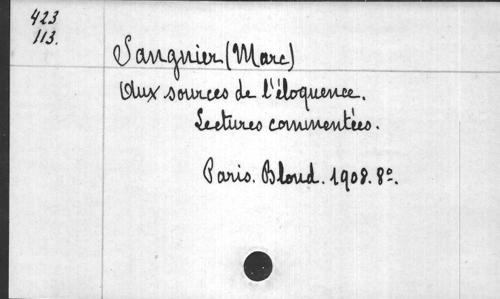 423
113.
Sangnier (Marc)
Aux sources de l'éloquence.
Lectures commentées.
Paris. Bloud. 1908. 8°.